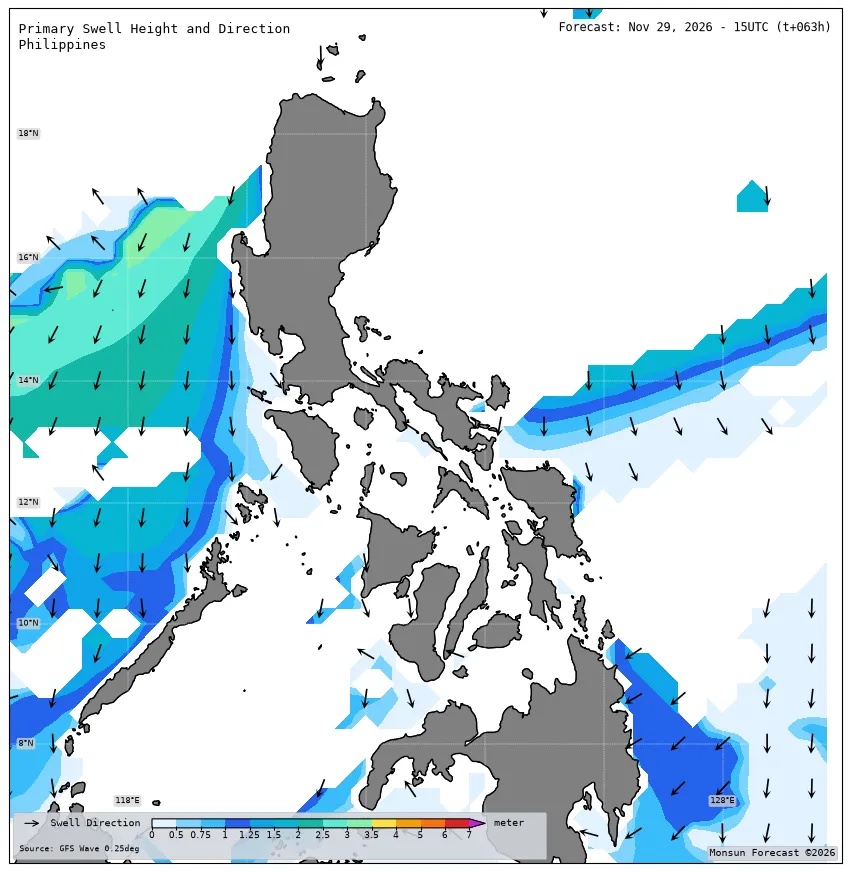 Primary Swell Height and Direction
Philippines
Forecast: Nov 29, 2026 - 15UTC (t+063h)
18°N
16°N
14°N
12°N
10°N
8°N
118°E
128°E
Swell Direction
0 0.5 0.75 1 1.25 1.5 2 2.5 3 3.5 4 5 6 7
meter
Source: GFS Wave 0.25deg
Monsun Forecast ©2026